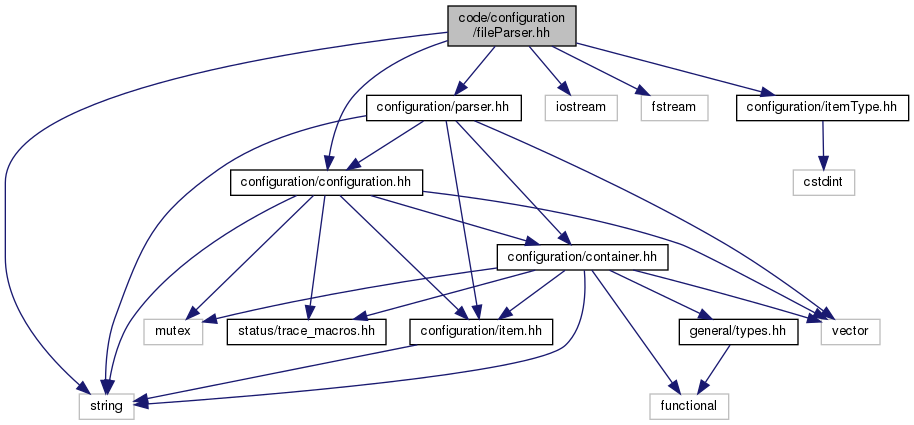 code/configuration
/fileParser.hh
configuration/parser.hh
iostream
fstream
configuration/itemType.hh
configuration/configuration.hh
cstdint
configuration/container.hh
mutex
status/trace_macros.hh
configuration/item.hh
general/types.hh
vector
string
functional